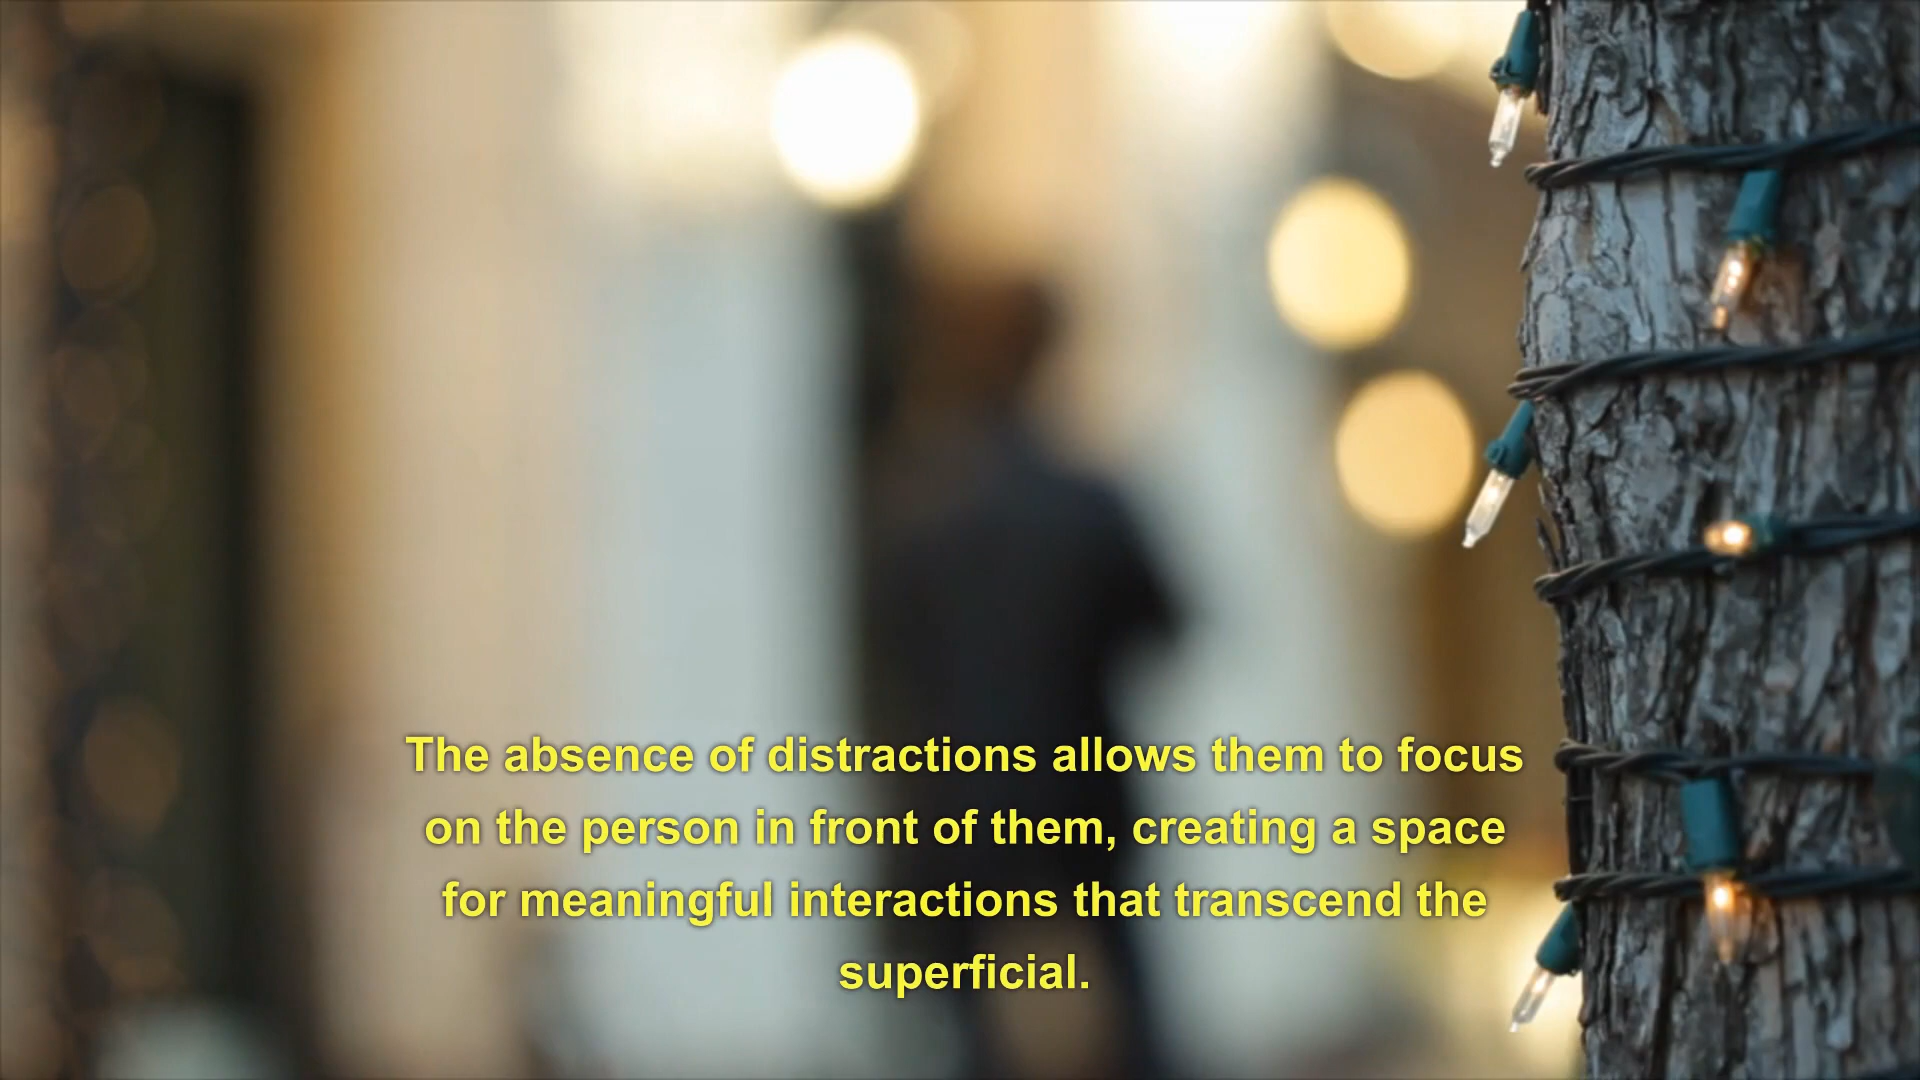 The absence of distractions allows them to focus
on the person in front of them, creating a space
for meaningful interactions that transcend the
superficial.